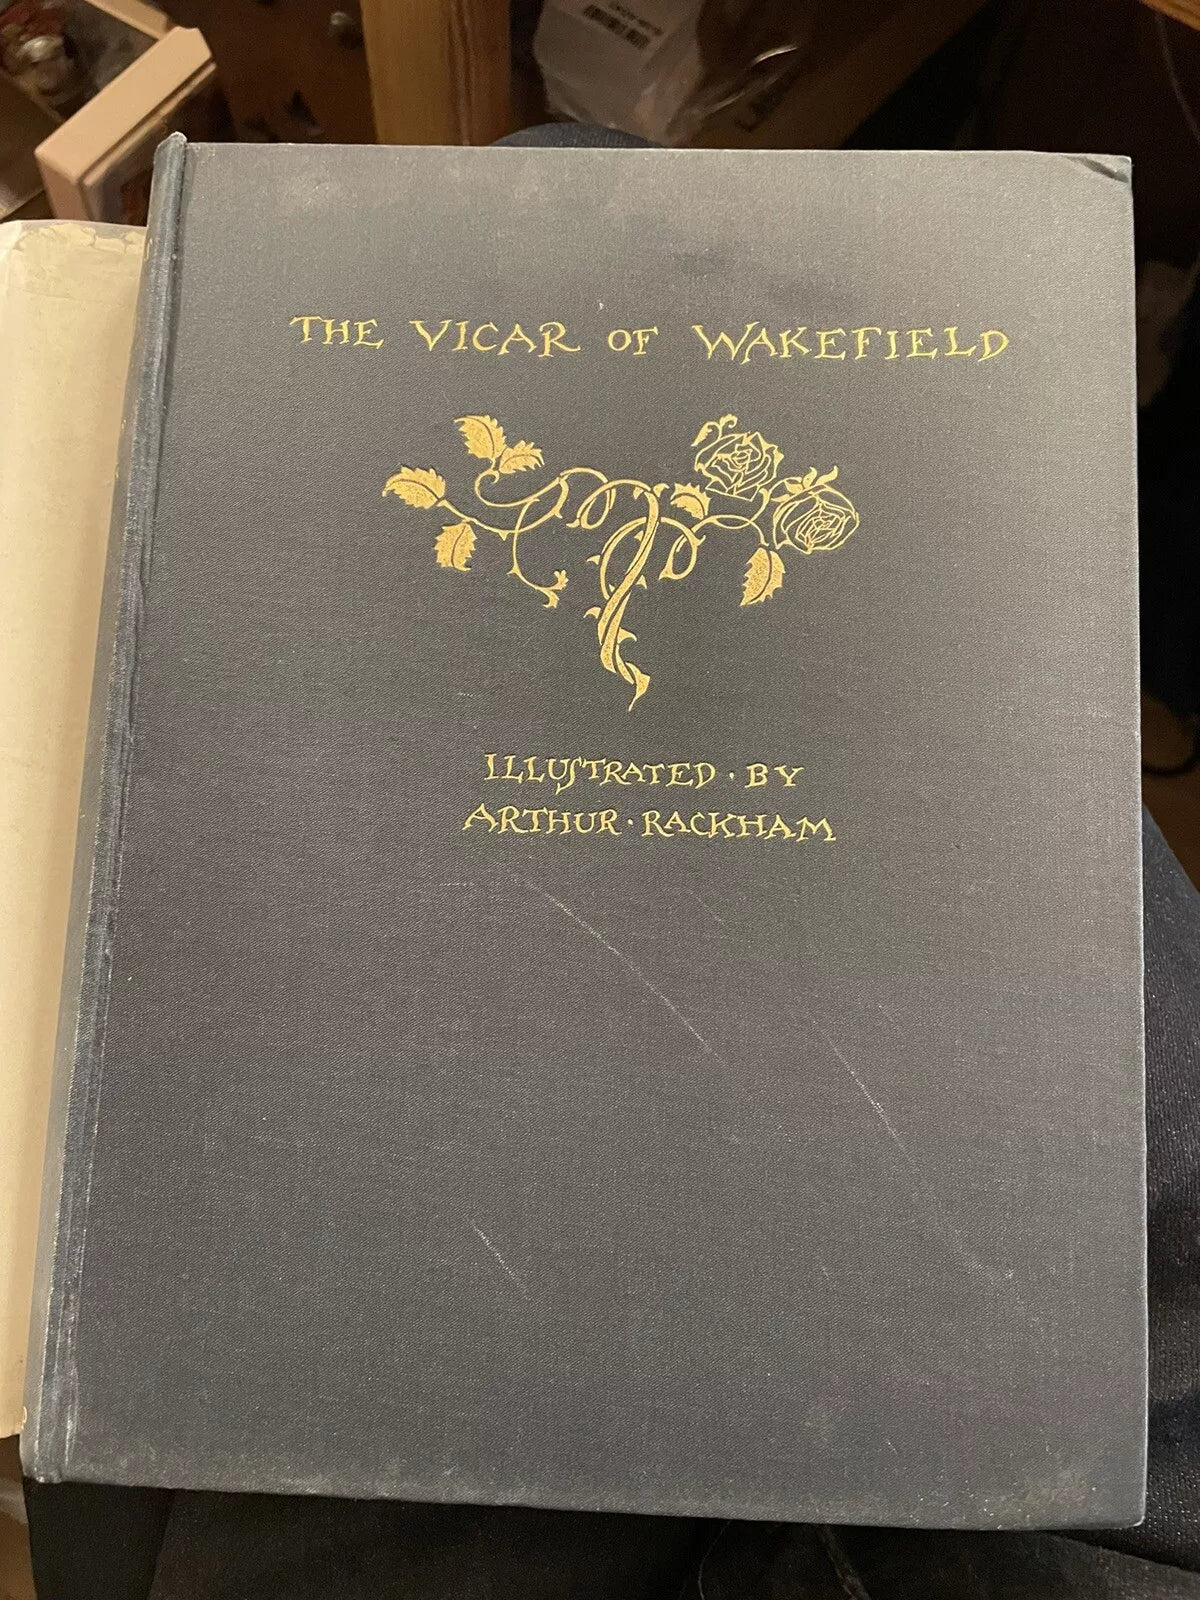 THE VICAR OF WAKEFIELD
ILLUSTRATED · BY
ARTHUR · RACKHAM